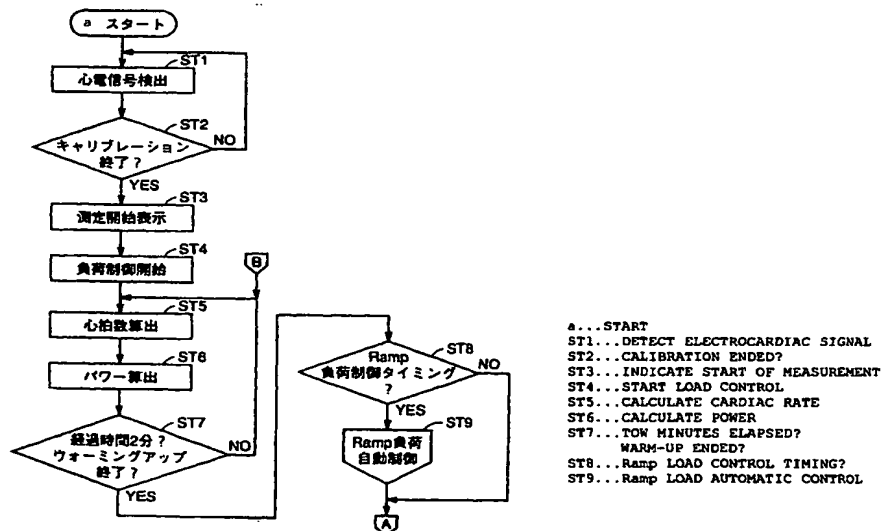 a スタート
ST1
心電信号検出
ST2
キャリブレーション
終了?
NO
YES
ST3
測定開始表示
ST4
負荷制御開始
B
ST5
心拍数算出
ST6
パワー算出
ST7
経過時間2分?
ウォーミングアップ
終了?
NO
YES
ST8
Ramp
負荷制御タイミング
?
NO
YES
ST9
Ramp負荷
自動制御
A
a...START
ST1...DETECT ELECTROCARDIAC SIGNAL
ST2...CALIBRATION ENDED?
ST3...INDICATE START OF MEASUREMENT
ST4...START LOAD CONTROL
ST5...CALCULATE CARDIAC RATE
ST6...CALCULATE POWER
ST7...TOW MINUTES ELAPSED?
WARM-UP ENDED?
ST8...Ramp LOAD CONTROL TIMING?
ST9...Ramp LOAD AUTOMATIC CONTROL